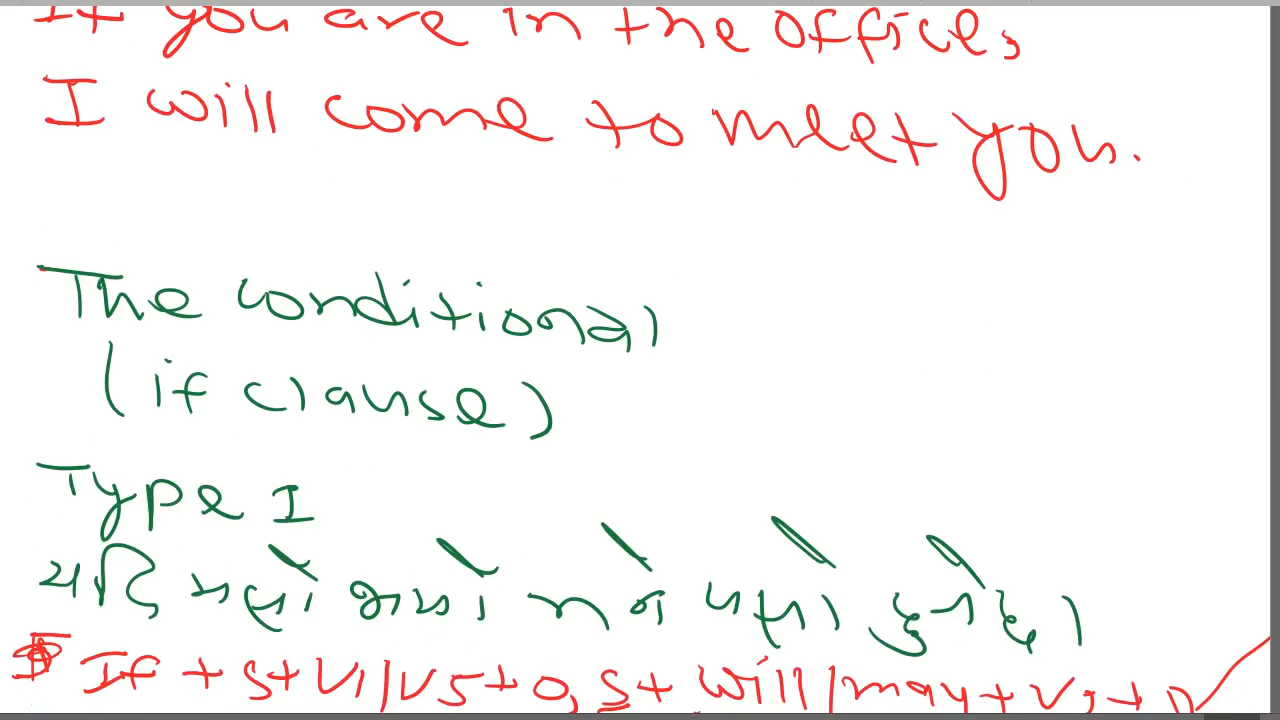 If you are in the office,
I will come to meet you.
The conditional
(if clause)
Type I
If + S+V1/V5+O, S+ will/may+V1+O